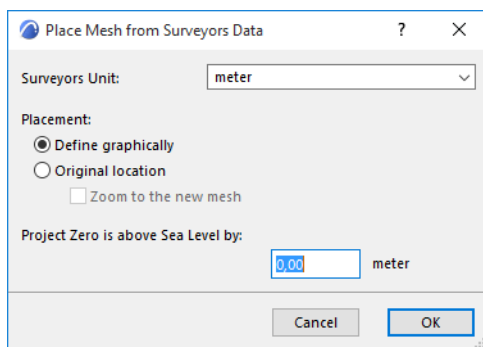 Place Mesh from Surveyors Data
?
Surveyors Unit:
meter
Placement:
Define graphically
Original location
Zoom to the new mesh
Project Zero is above Sea Level by:
0,00 meter
Cancel
OK